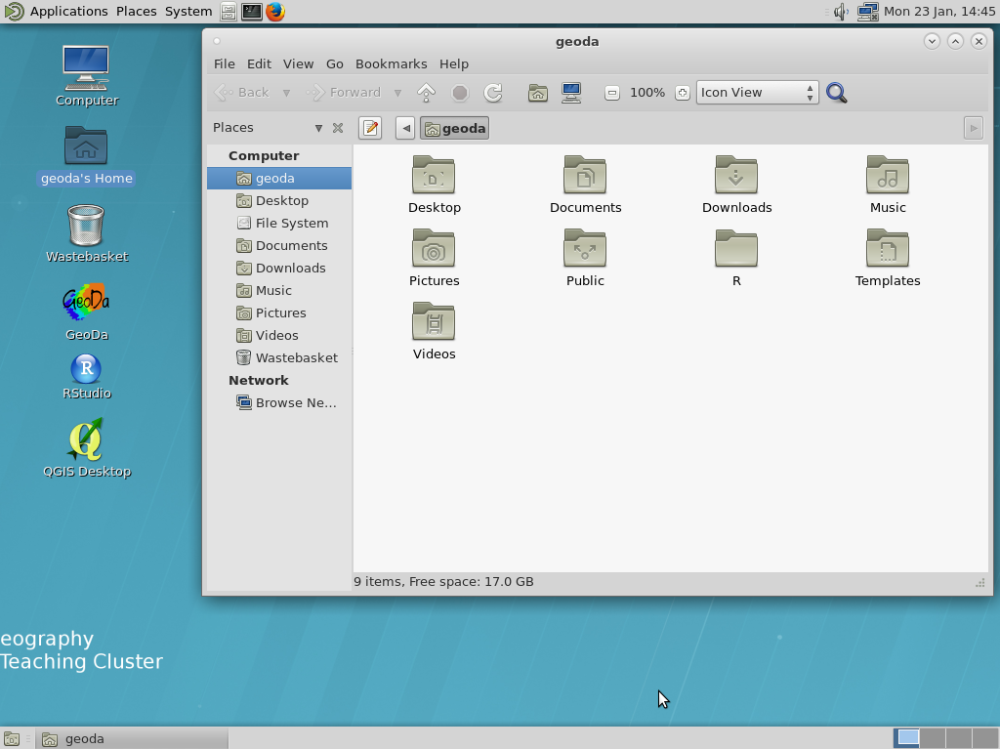 Applications Places System
Mon 23 Jan, 14:45
Computer
geoda's Home
Wastebasket
GeoDa
GeoDa
R
RStudio
QGIS Desktop
eography
Teaching Cluster
geoda
File Edit View Go Bookmarks Help
Back Forward 100% Icon View
Places geoda
Computer
geoda
Desktop
File System
Documents
Downloads
Music
Pictures
Videos
Wastebasket
Network
Browse Ne...
Desktop Documents Downloads Music
Pictures Public R Templates
Videos
9 items, Free space: 17.0 GB
geoda